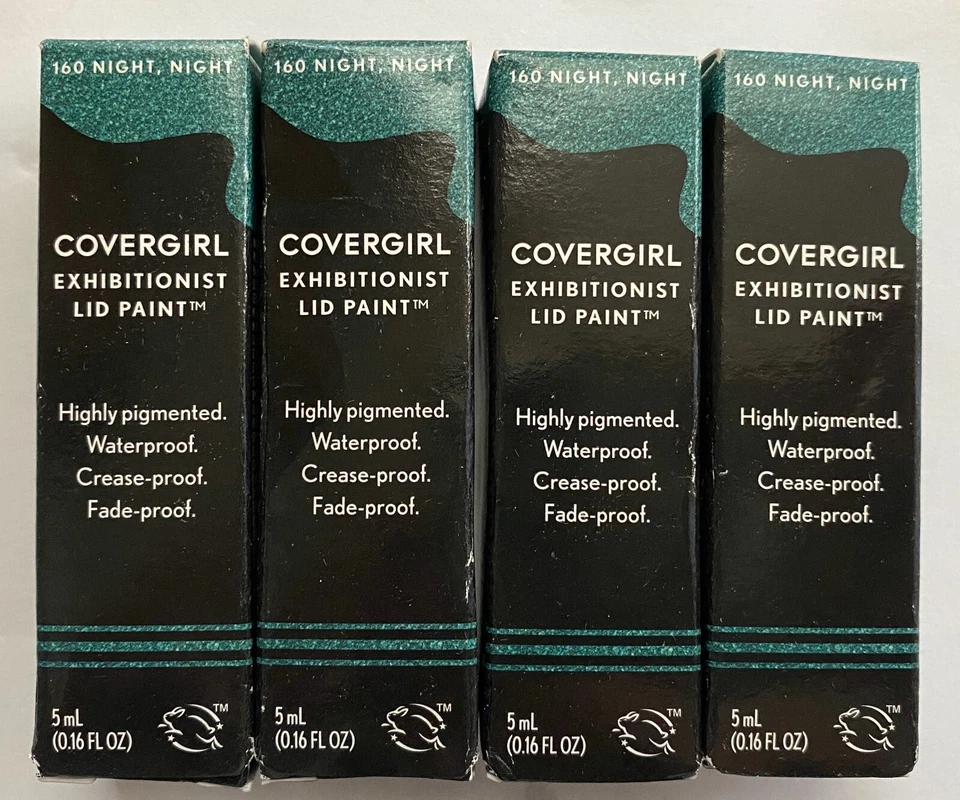 160 NIGHT, NIGHT
COVERGIRL
EXHIBITIONIST
LID PAINT™
Highly pigmented.
Waterproof.
Crease-proof.
Fade-proof.
5 mL
(0.16 FL OZ)
TM
160 NIGHT, NIGHT
COVERGIRL
EXHIBITIONIST
LID PAINT™
Highly pigmented.
Waterproof.
Crease-proof.
Fade-proof.
5 mL
(0.16 FL OZ)
TM
160 NIGHT, NIGHT
COVERGIRL
EXHIBITIONIST
LID PAINT™
Highly pigmented.
Waterproof.
Crease-proof.
Fade-proof.
5 mL
(0.16 FL OZ)
TM
160 NIGHT, NIGHT
COVERGIRL
EXHIBITIONIST
LID PAINT™
Highly pigmented.
Waterproof.
Crease-proof.
Fade-proof.
5 mL
(0.16 FL OZ)
TM